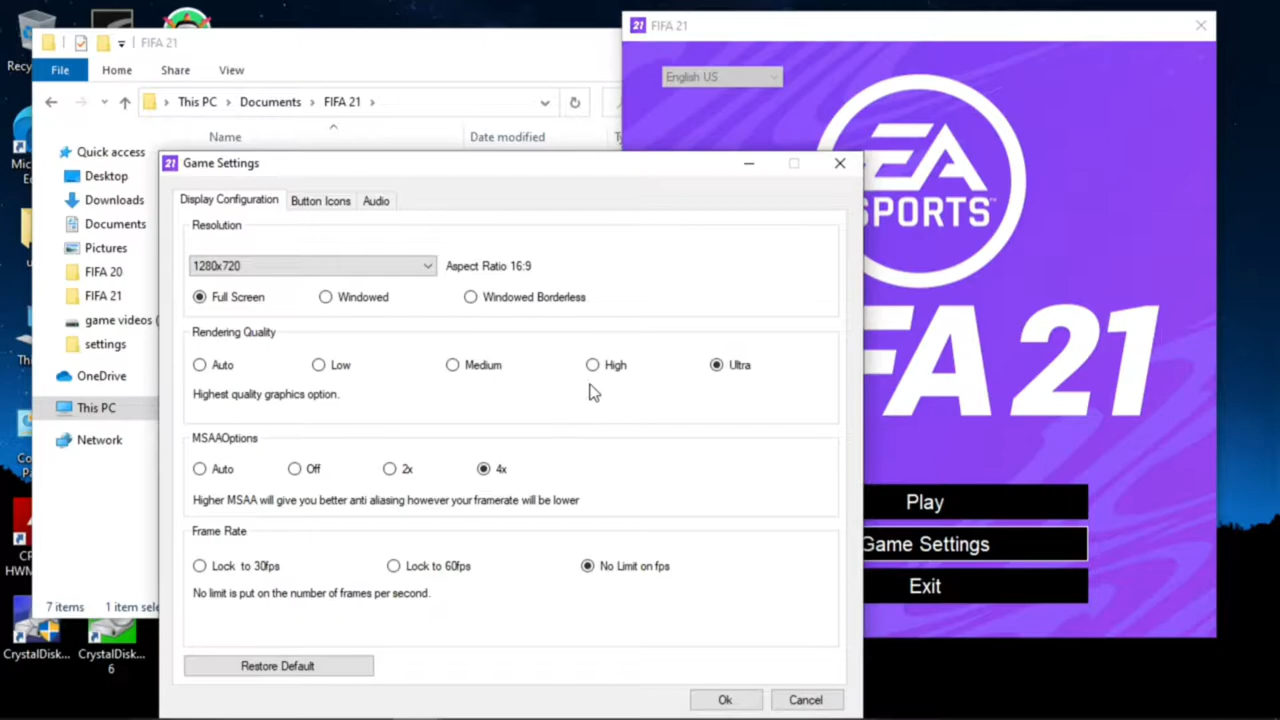 Recy
FIFA 21
File
Home
Share
View
This PC
Documents
FIFA 21
Name
Date modified
Quick access
Desktop
Downloads
Documents
Pictures
FIFA 20
FIFA 21
game videos (
settings
OneDrive
This PC
Network
7 items
1 item sele
CrystalDisk...
CrystalDisk...
6
21 FIFA 21
English US
EA
SPORTS
FA 21
Play
Game Settings
Exit
21 Game Settings
Display Configuration
Button Icons
Audio
Resolution
1280x720
Aspect Ratio 16:9
Full Screen
Windowed
Windowed Borderless
Rendering Quality
Auto
Low
Medium
High
Ultra
Highest quality graphics option.
MSAAOptions
Auto
Off
2x
4x
Higher MSAA will give you better anti aliasing however your framerate will be lower
Frame Rate
Lock to 30fps
Lock to 60fps
No Limit on fps
No limit is put on the number of frames per second.
Restore Default
Ok
Cancel